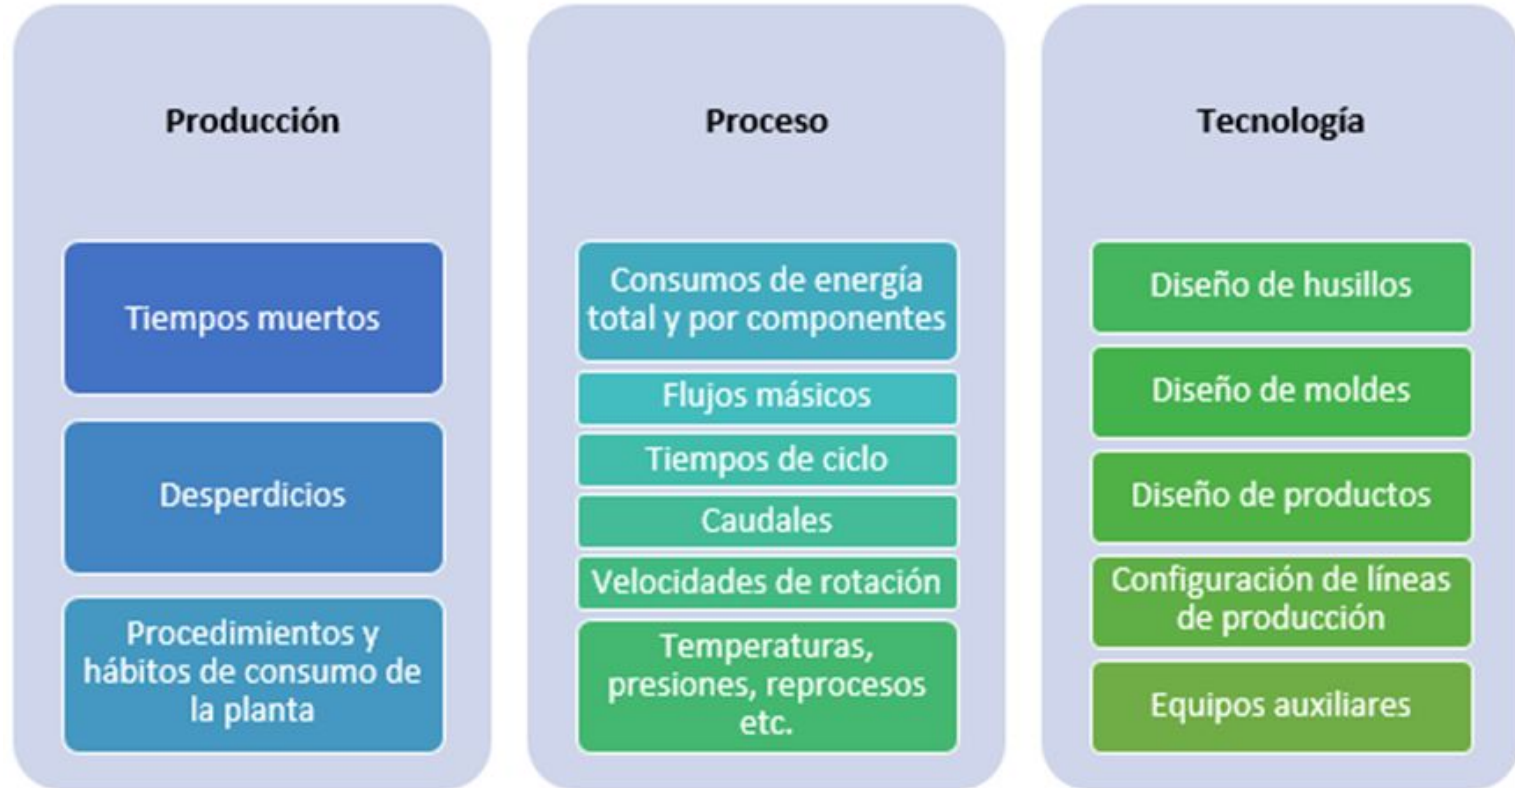 Producción
Tiempos muertos
Desperdicios
Procedimientos y
hábitos de consumo de
la planta
Proceso
Consumos de energía
total y por componentes
Flujos másicos
Tiempos de ciclo
Caudales
Velocidades de rotación
Temperaturas,
presiones, reprocesos
etc.
Tecnología
Diseño de husillos
Diseño de moldes
Diseño de productos
Configuración de líneas
de producción
Equipos auxiliares